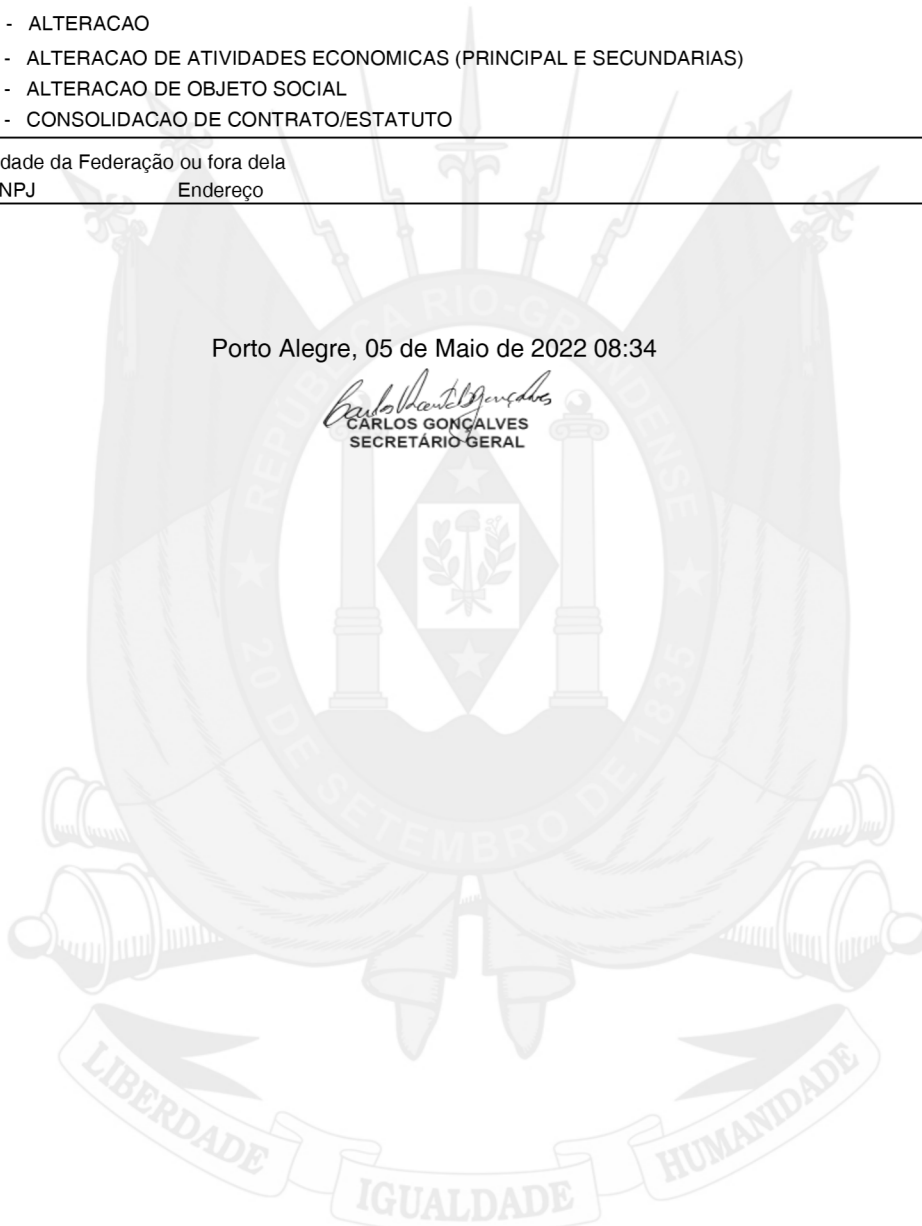 - ALTERACAO
- ALTERACAO DE ATIVIDADES ECONOMICAS (PRINCIPAL E SECUNDARIAS)
- ALTERACAO DE OBJETO SOCIAL
- CONSOLIDACAO DE CONTRATO/ESTATUTO
dade da Federação ou fora dela
NPJ Endereço
Porto Alegre, 05 de Maio de 2022 08:34
CARLOS GONÇALVES
SECRETÁRIO GERAL
REPUBLICA RIO-GRANDENSE
20 DE SETEMBRO DE 1835
LIBERDADE IGUALDADE HUMANIDADE